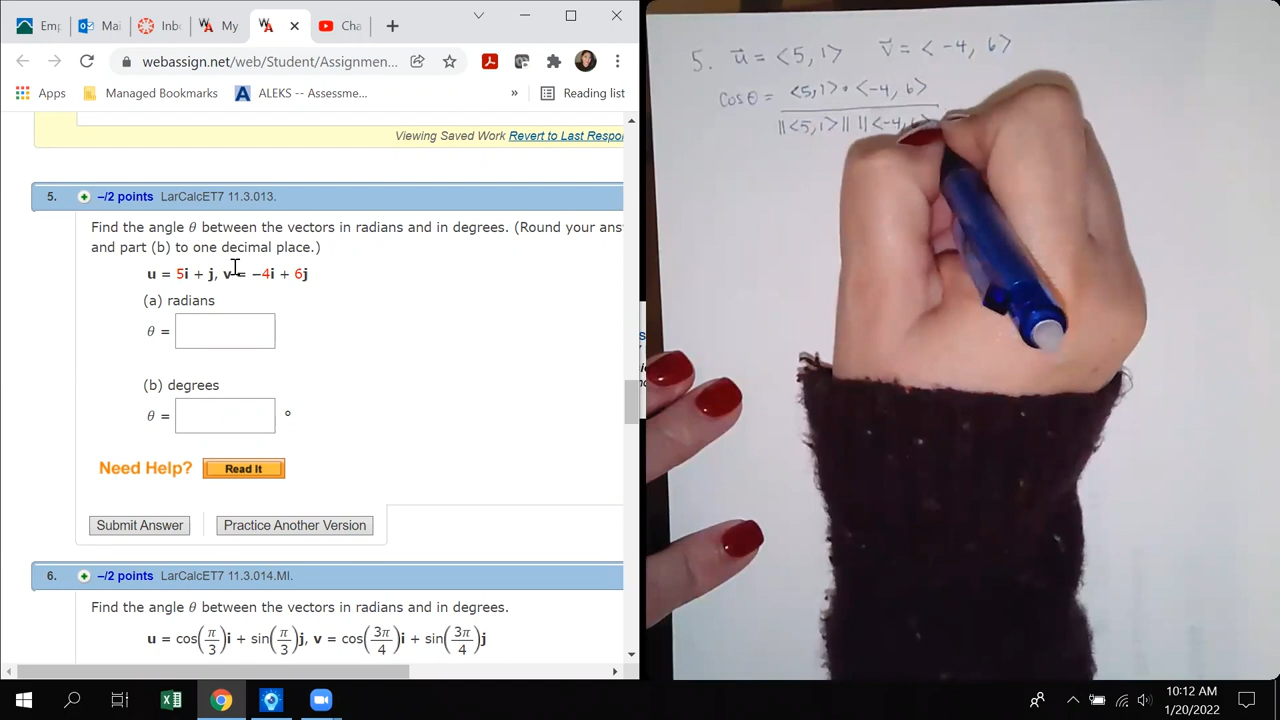 Emp
Mai
Inb
My
Cha
webassign.net/web/Student/Assignment...
Apps
Managed Bookmarks
ALEKS -- Assessme...
»
Reading list
Viewing Saved Work Revert to Last Respon
5.
–/2 points
LarCalcET7 11.3.013.
Find the angle θ between the vectors in radians and in degrees. (Round your ans
and part (b) to one decimal place.)
u = 5i + j, v = −4i + 6j
(a) radians
θ =
(b) degrees
θ = °
Need Help? Read It
Submit Answer
Practice Another Version
6.
–/2 points
LarCalcET7 11.3.014.MI.
Find the angle θ between the vectors in radians and in degrees.
u = cos(π/3)i + sin(π/3)j, v = cos(3π/4)i + sin(3π/4)j
5. u⃗ = <5, 1> v⃗ = < -4, 6>
cos θ = <5, 1> • <-4, 6>
||<5, 1>|| ||<-4, 6>
10:12 AM
1/20/2022